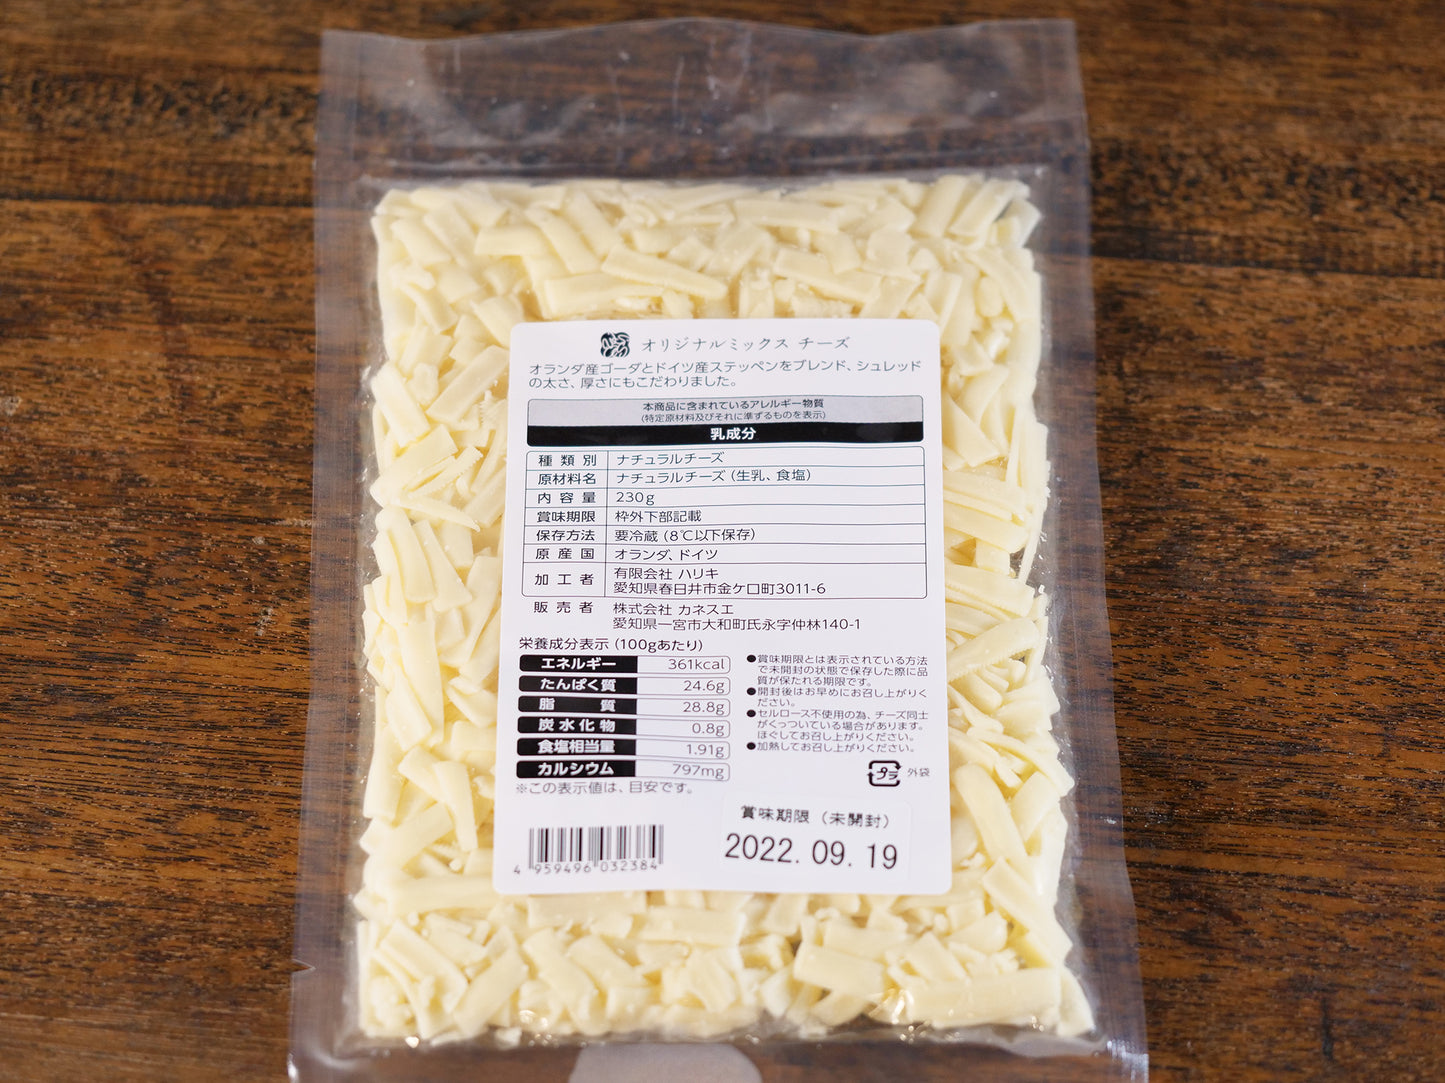 オリジナルミックス チーズ
オランダ産ゴーダとドイツ産ステッペンをブレンド、シュレッド
の太さ、厚さにもこだわりました。
本商品に含まれているアレルギー物質
(特定原材料及びそれに準ずるものを表示)
乳成分
種類別 ナチュラルチーズ
原材料名 ナチュラルチーズ(生乳、食塩)
内容量 230g
賞味期限 枠外下部記載
保存方法 要冷蔵(8℃以下保存)
原産国 オランダ、ドイツ
加工者 有限会社 ハリキ
愛知県春日井市金ケ口町3011-6
販売者 株式会社 カネスエ
愛知県一宮市大和町氏永字仲林140-1
栄養成分表示(100gあたり)
エネルギー 361kcal
たんぱく質 24.6g
脂質 28.8g
炭水化物 0.8g
食塩相当量 1.91g
カルシウム 797mg
※この表示値は、目安です。
●賞味期限とは表示されている方法
で未開封の状態で保存した際に品
質が保たれる期限です。
●開封後はお早めにお召し上がりく
ださい。
●セルロース不使用の為、チーズ同士
がくっついている場合があります。
ほぐしてお召し上がりください。
●加熱してお召し上がりください。
プラ 外袋
賞味期限(未開封)
2022.09.19
4 959496 032384